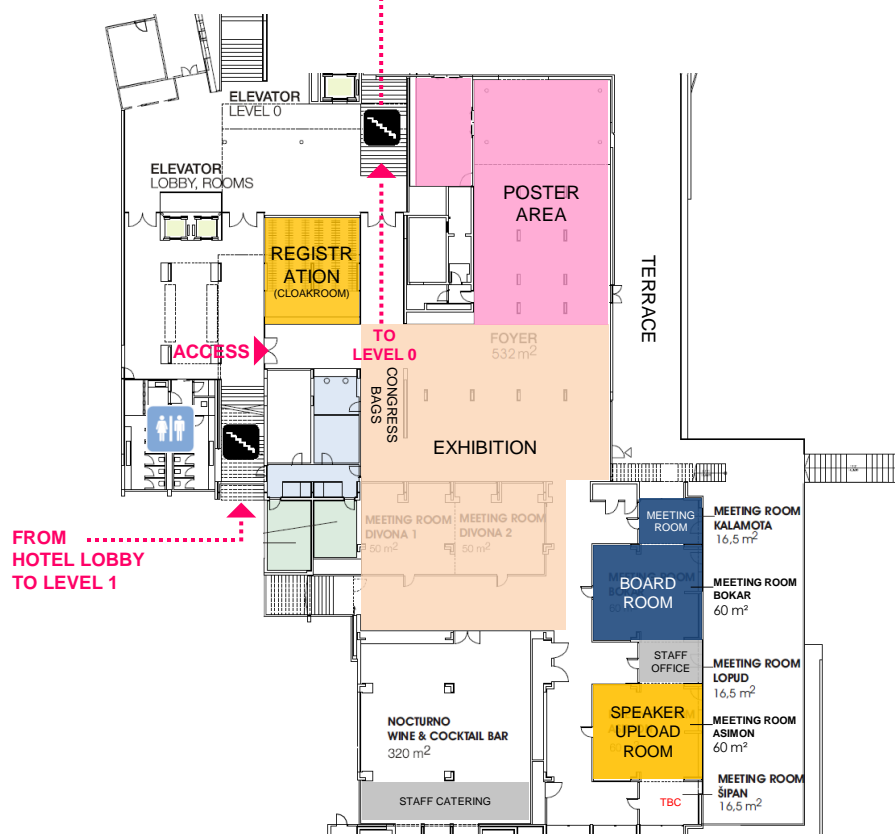 ELEVATOR
LEVEL 0
ELEVATOR
LOBBY, ROOMS
POSTER
AREA
REGISTR
ATION
(CLOAKROOM)
TERRACE
ACCESS
TO
LEVEL 0
FOYER
532 m²
CONGRESS
BAGS
EXHIBITION
FROM
HOTEL LOBBY
TO LEVEL 1
MEETING ROOM
DIVONA 1
50 m²
MEETING ROOM
DIVONA 2
50 m²
MEETING
ROOM
MEETING ROOM
KALAMOTA
16,5 m²
BOARD
ROOM
MEETING ROOM
BOKAR
60 m²
STAFF
OFFICE
MEETING ROOM
LOPUD
16,5 m²
SPEAKER
UPLOAD
ROOM
MEETING ROOM
ASIMON
60 m²
NOCTURNO
WINE & COCKTAIL BAR
320 m²
STAFF CATERING
TBC
MEETING ROOM
ŠIPAN
16,5 m²